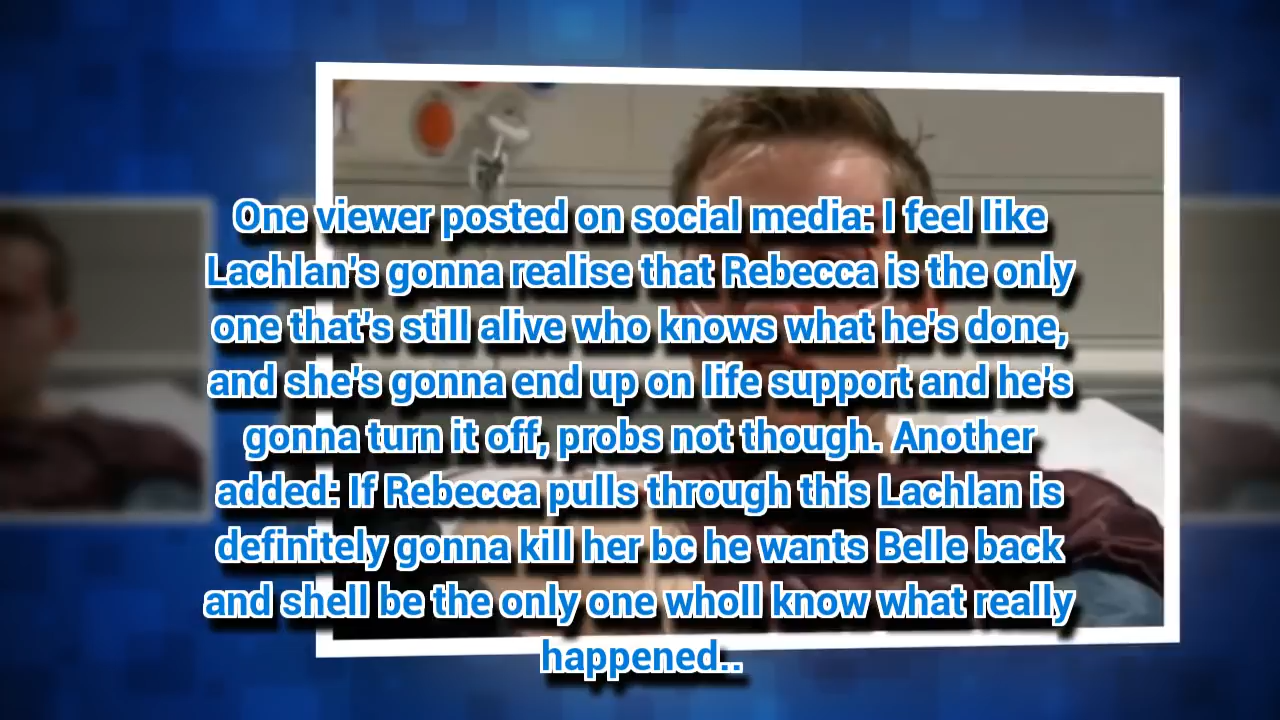 One viewer posted on social media: I feel like
Lachlan's gonna realise that Rebecca is the only
one that's still alive who knows what he's done,
and she's gonna end up on life support and he's
gonna turn it off, probs not though. Another
added: If Rebecca pulls through this Lachlan is
definitely gonna kill her bc he wants Belle back
and shell be the only one wholl know what really
happened..